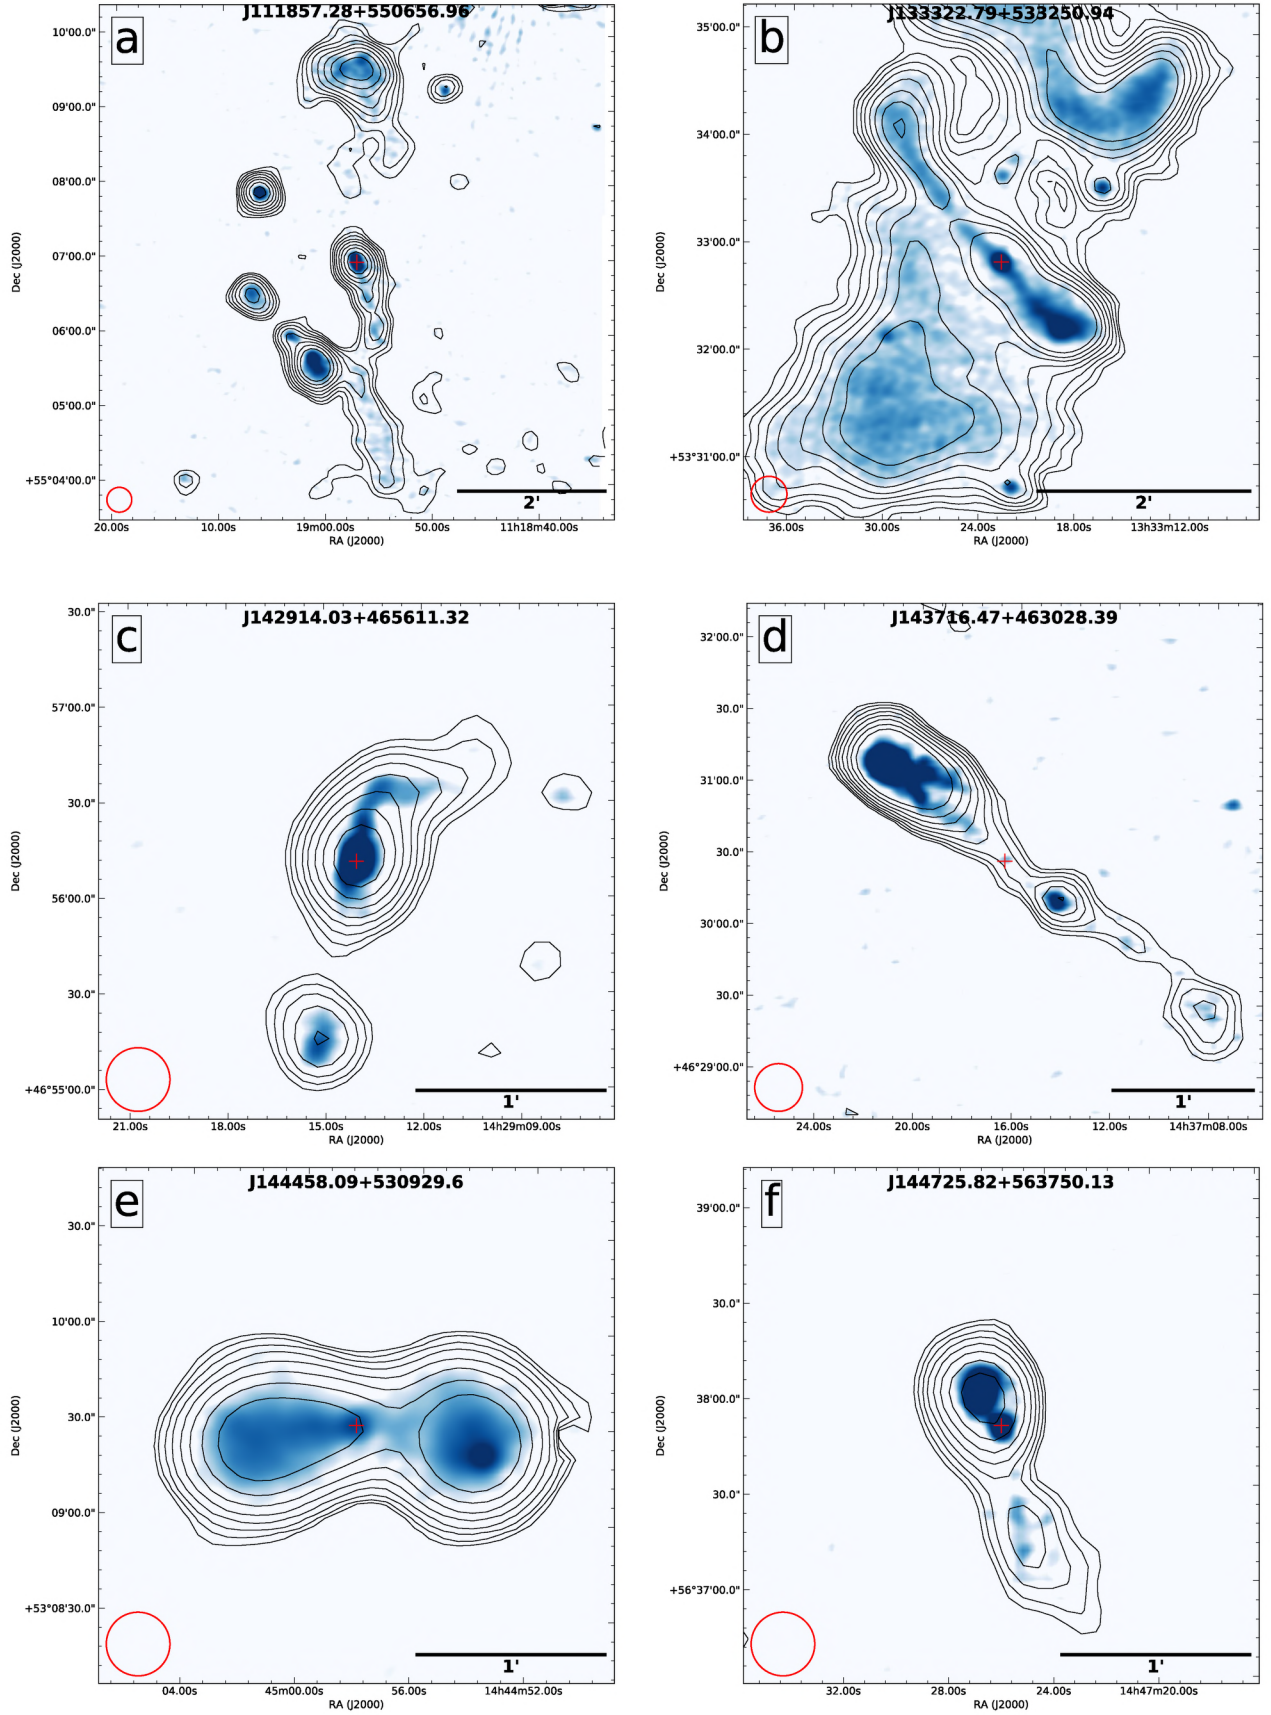 J111857.28+550656.96
a
10'00.0"
09'00.0"
08'00.0"
07'00.0"
06'00.0"
05'00.0"
+55°04'00.0"
Dec (J2000)
2'
20.00s 10.00s 19m00.00s 50.00s 11h18m40.00s
RA (J2000)
J133322.79+533250.94
b
35'00.0"
34'00.0"
33'00.0"
32'00.0"
+53°31'00.0"
Dec (J2000)
2'
36.00s 30.00s 24.00s 18.00s 13h33m12.00s
RA (J2000)
J142914.03+465611.32
c
30.0"
57'00.0"
30.0"
56'00.0"
30.0"
+46°55'00.0"
Dec (J2000)
1'
21.00s 18.00s 15.00s 12.00s 14h29m09.00s
RA (J2000)
J143716.47+463028.39
d
32'00.0"
30.0"
31'00.0"
30.0"
30'00.0"
30.0"
+46°29'00.0"
Dec (J2000)
1'
24.00s 20.00s 16.00s 12.00s 14h37m08.00s
RA (J2000)
J144458.09+530929.6
e
30.0"
10'00.0"
30.0"
09'00.0"
+53°08'30.0"
Dec (J2000)
1'
04.00s 45m00.00s 56.00s 14h44m52.00s
RA (J2000)
J144725.82+563750.13
f
39'00.0"
30.0"
38'00.0"
30.0"
+56°37'00.0"
Dec (J2000)
1'
32.00s 28.00s 24.00s 14h47m20.00s
RA (J2000)